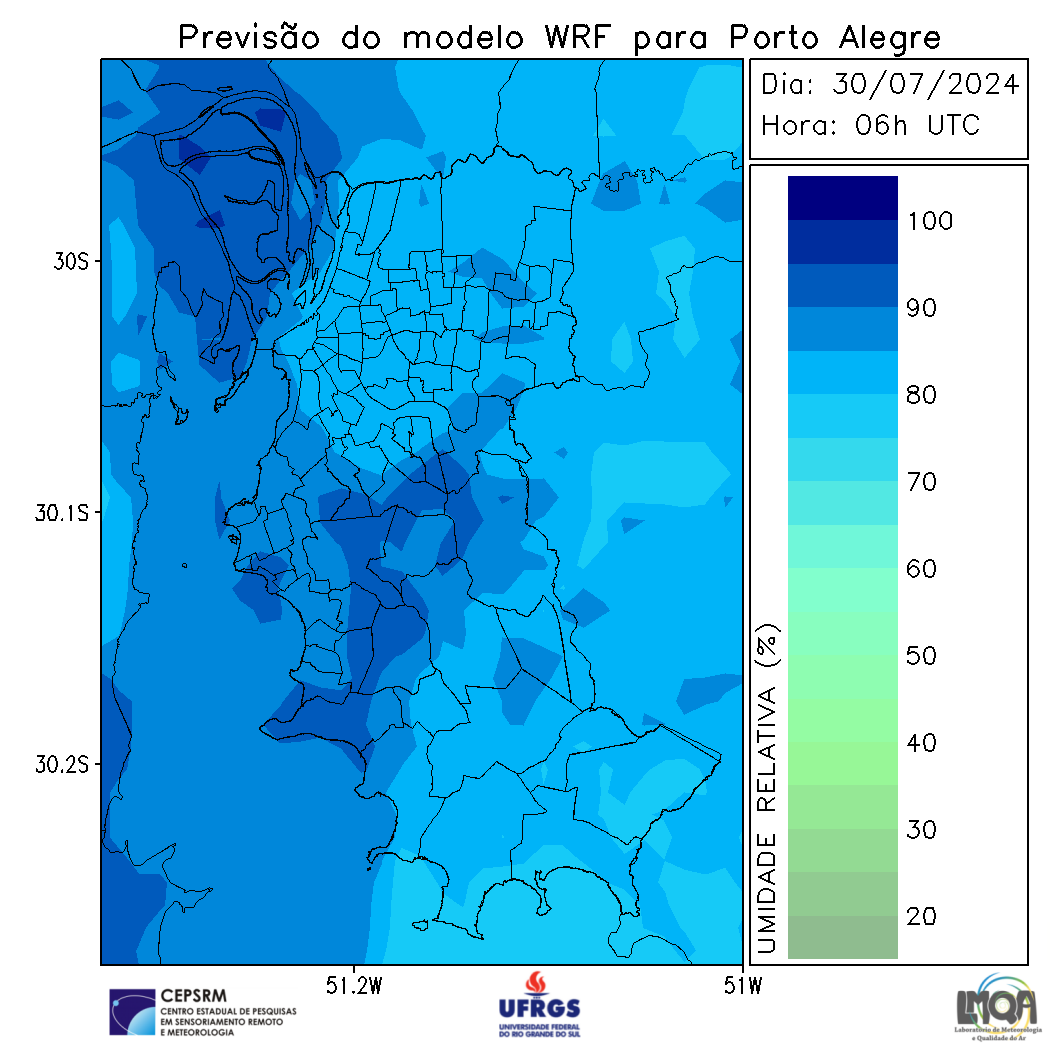 Previsão do modelo WRF para Porto Alegre
Dia: 30/07/2024
Hora: 06h UTC
30S
30.1S
30.2S
51.2W
51W
100
90
80
70
60
50
40
30
20
UMIDADE RELATIVA (%)
CEPSRM
CENTRO ESTADUAL DE PESQUISAS
EM SENSORIAMENTO REMOTO
E METEOROLOGIA
UFRGS
UNIVERSIDADE FEDERAL
DO RIO GRANDE DO SUL
LMQA
Laboratório de Meteorologia
e Qualidade do Ar